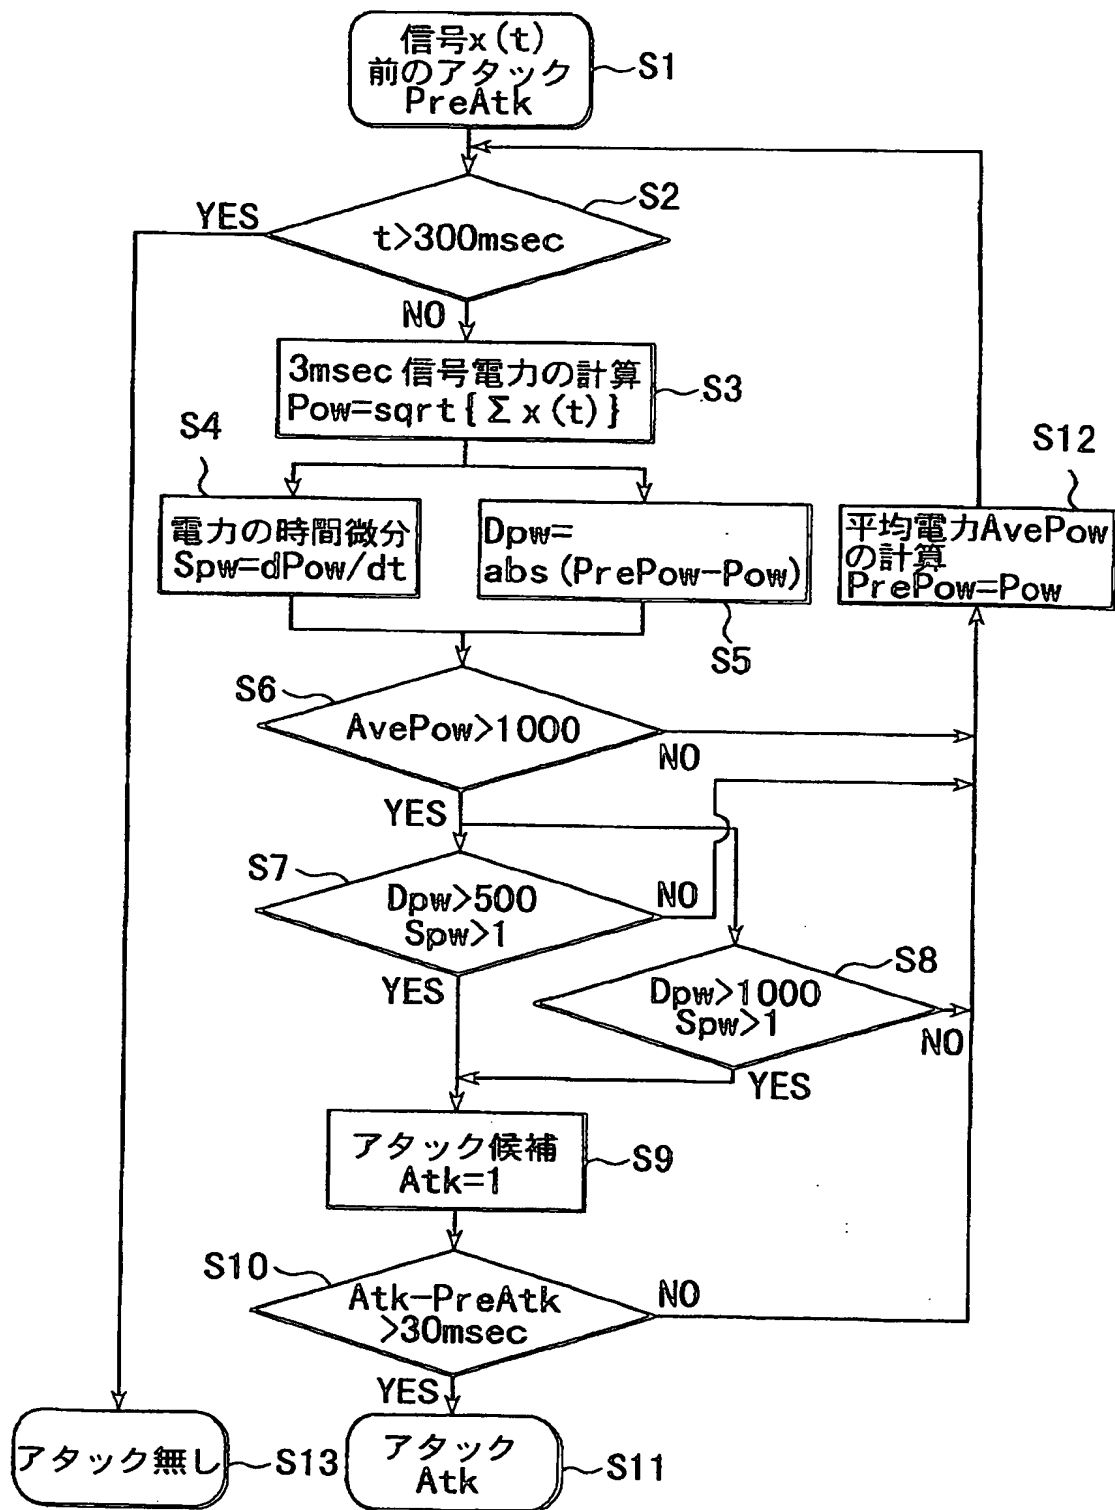 信号x(t)
前のアタック
PreAtk
S1
S2
YES
t>300msec
NO
3msec 信号電力の計算
Pow=sqrt{Σx(t)}
S3
S4
電力の時間微分
Spw=dPow/dt
Dpw=
abs(PrePow-Pow)
S5
S12
平均電力AvePow
の計算
PrePow=Pow
S6
AvePow>1000
NO
YES
S7
Dpw>500
Spw>1
NO
YES
S8
Dpw>1000
Spw>1
NO
YES
アタック候補
Atk=1
S9
S10
Atk-PreAtk
>30msec
NO
YES
アタック無し
S13
アタック
Atk
S11